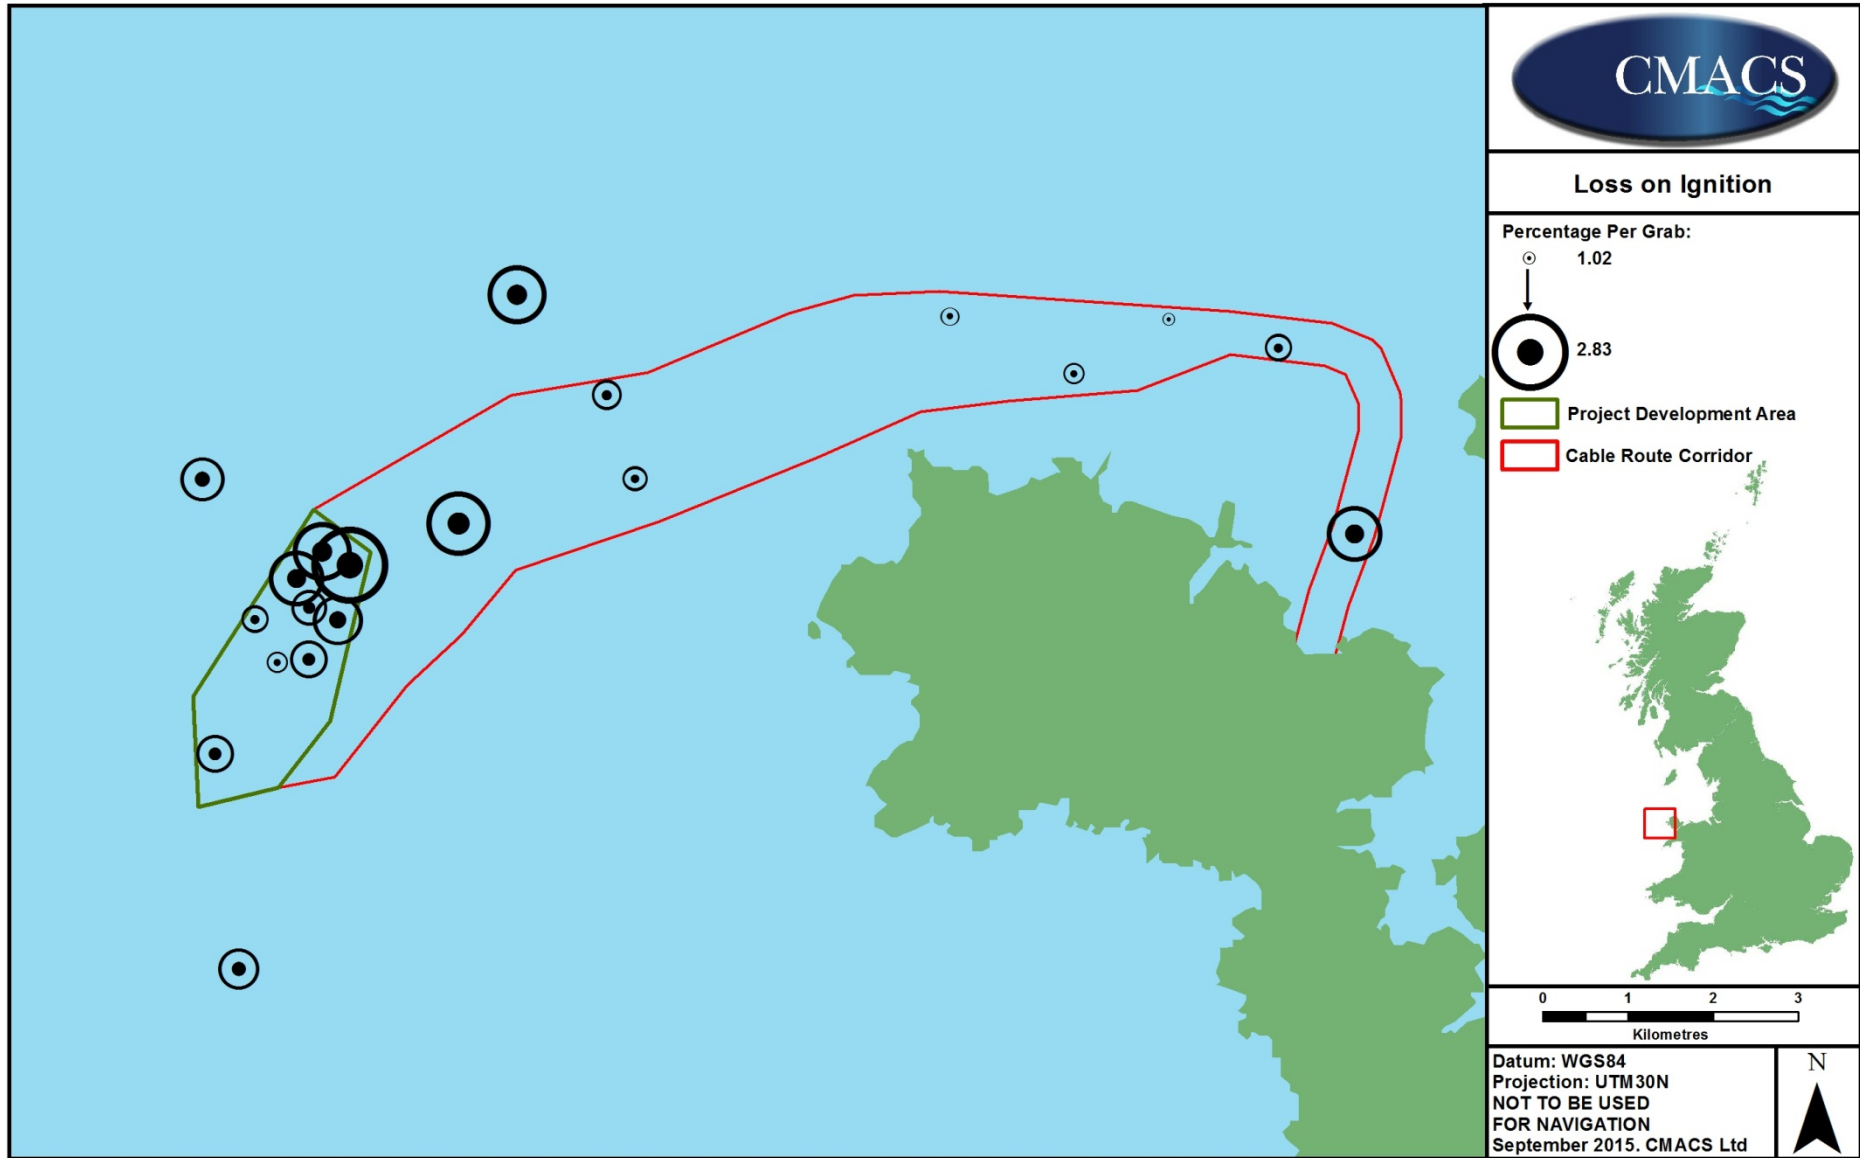 CMACS
Loss on Ignition
Percentage Per Grab:
1.02
2.83
Project Development Area
Cable Route Corridor
0 1 2 3
Kilometres
Datum: WGS84
Projection: UTM30N
NOT TO BE USED
FOR NAVIGATION
September 2015. CMACS Ltd
N